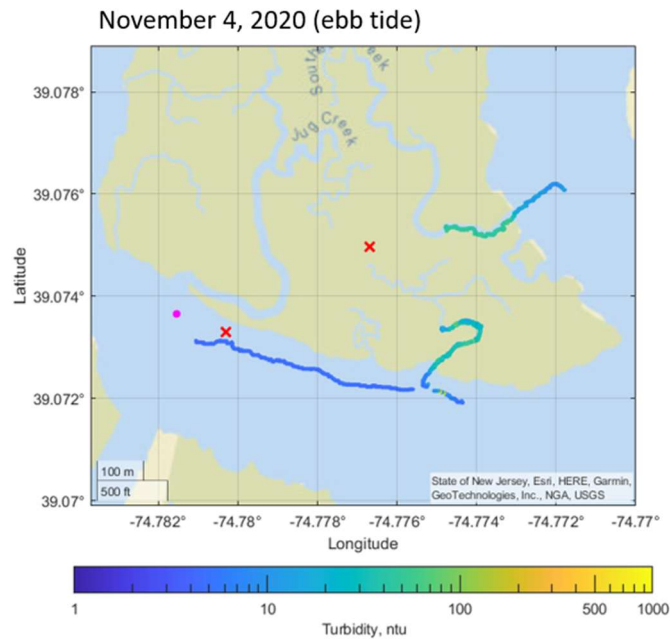 November 4, 2020 (ebb tide)
39.078°
39.076°
39.074°
39.072°
39.07°
Latitude
South
eek
Jug Creek
100 m
500 ft
State of New Jersey, Esri, HERE, Garmin,
GeoTechnologies, Inc., NGA, USGS
-74.782° -74.78° -74.778° -74.776° -74.774° -74.772° -74.77°
Longitude
1 10 100 500 1000
Turbidity, ntu